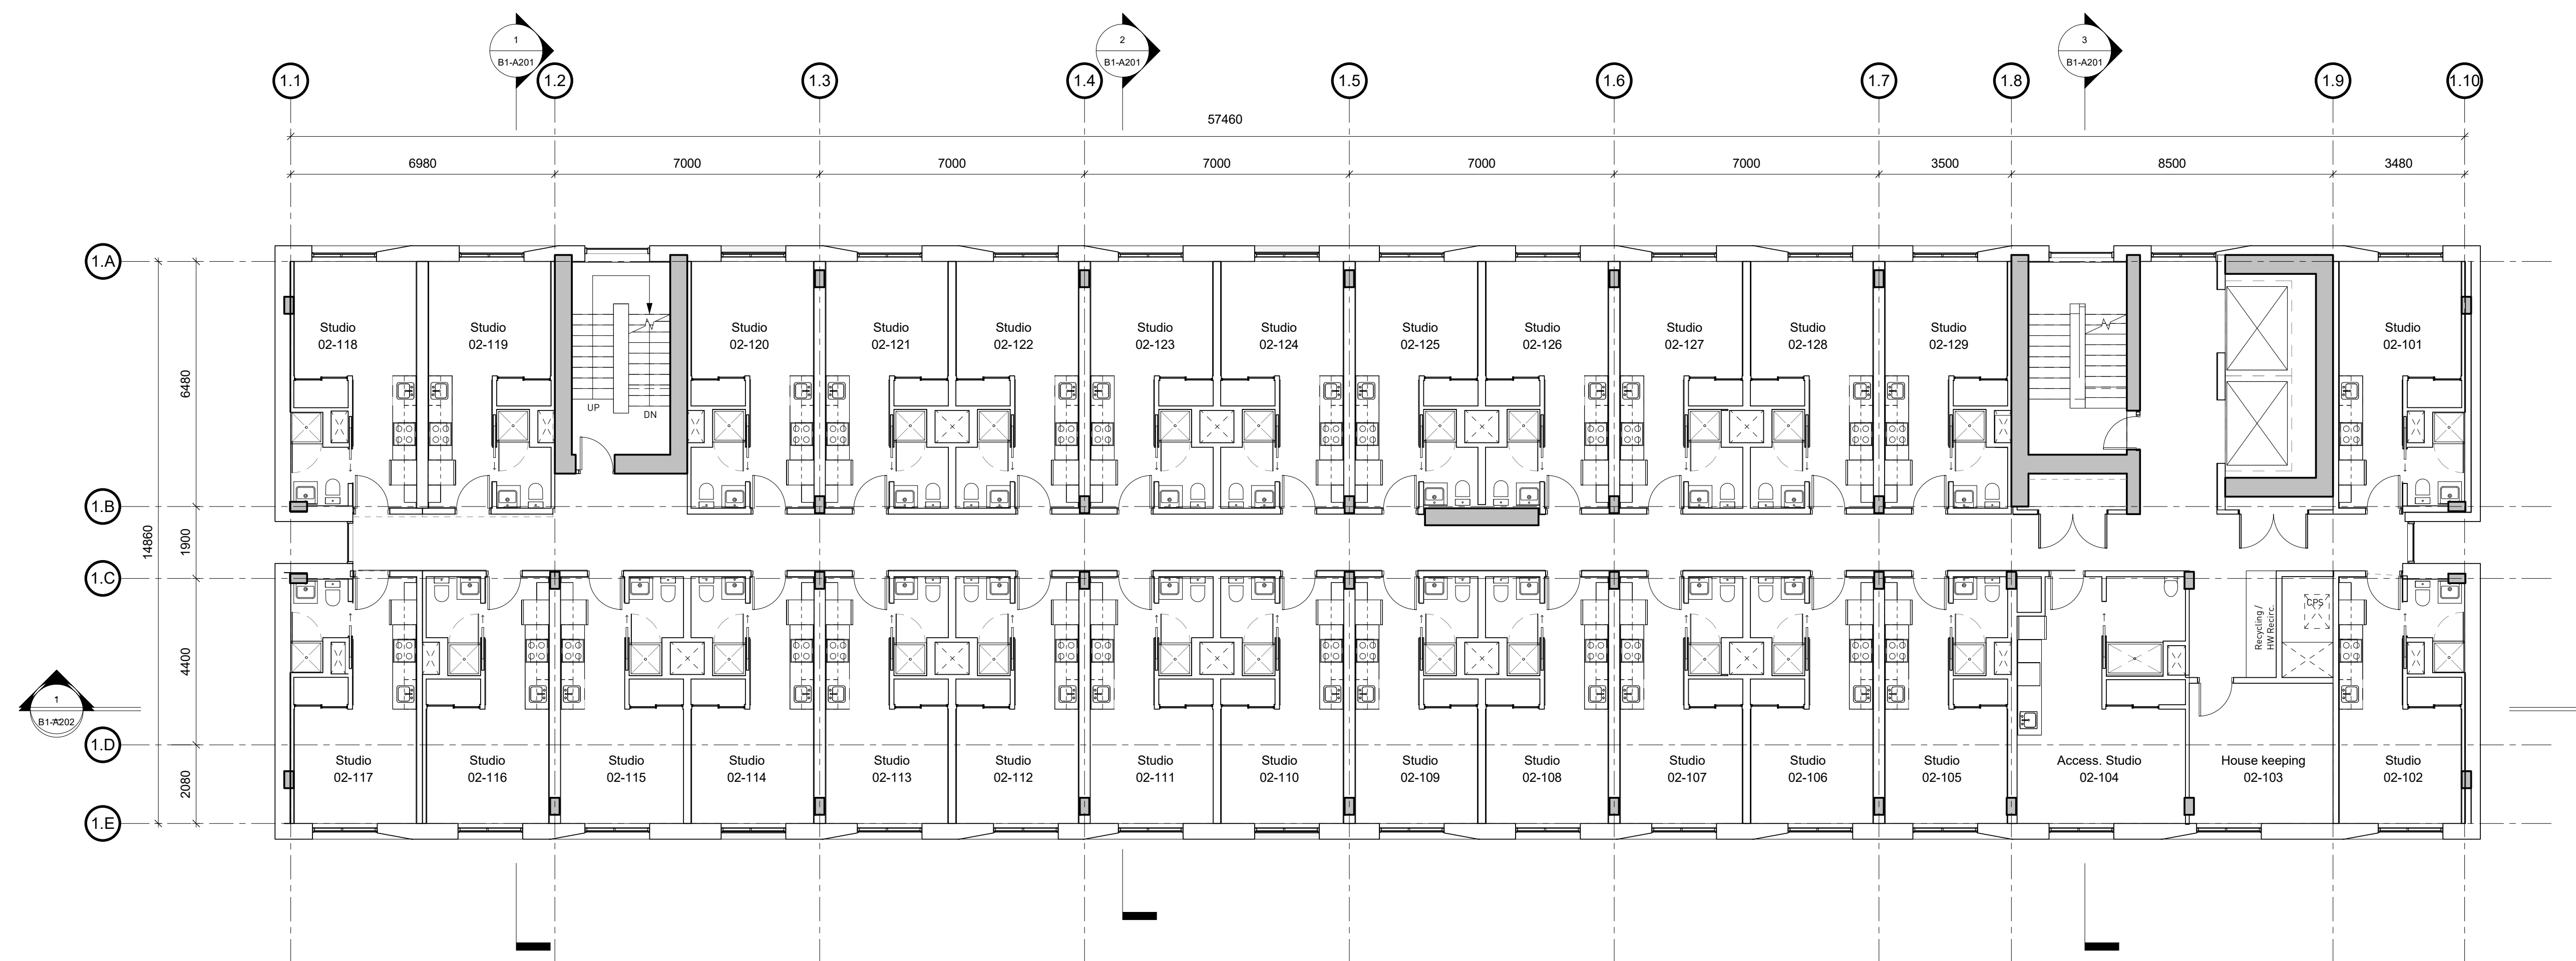 1
B1-A201
2
B1-A201
3
B1-A201
1.1
1.2
1.3
1.4
1.5
1.6
1.7
1.8
1.9
1.10
57460
6980
7000
7000
7000
7000
7000
3500
8500
3480
1.A
1.B
1.C
1.D
1.E
14860
6480
1900
4400
2080
1
B1-A202
Studio
02-118
Studio
02-119
UP
DN
Studio
02-120
Studio
02-121
Studio
02-122
Studio
02-123
Studio
02-124
Studio
02-125
Studio
02-126
Studio
02-127
Studio
02-128
Studio
02-129
Studio
02-101
Recycling /
HW Recirc.
CPS
Studio
02-117
Studio
02-116
Studio
02-115
Studio
02-114
Studio
02-113
Studio
02-112
Studio
02-111
Studio
02-110
Studio
02-109
Studio
02-108
Studio
02-107
Studio
02-106
Studio
02-105
Access. Studio
02-104
House keeping
02-103
Studio
02-102